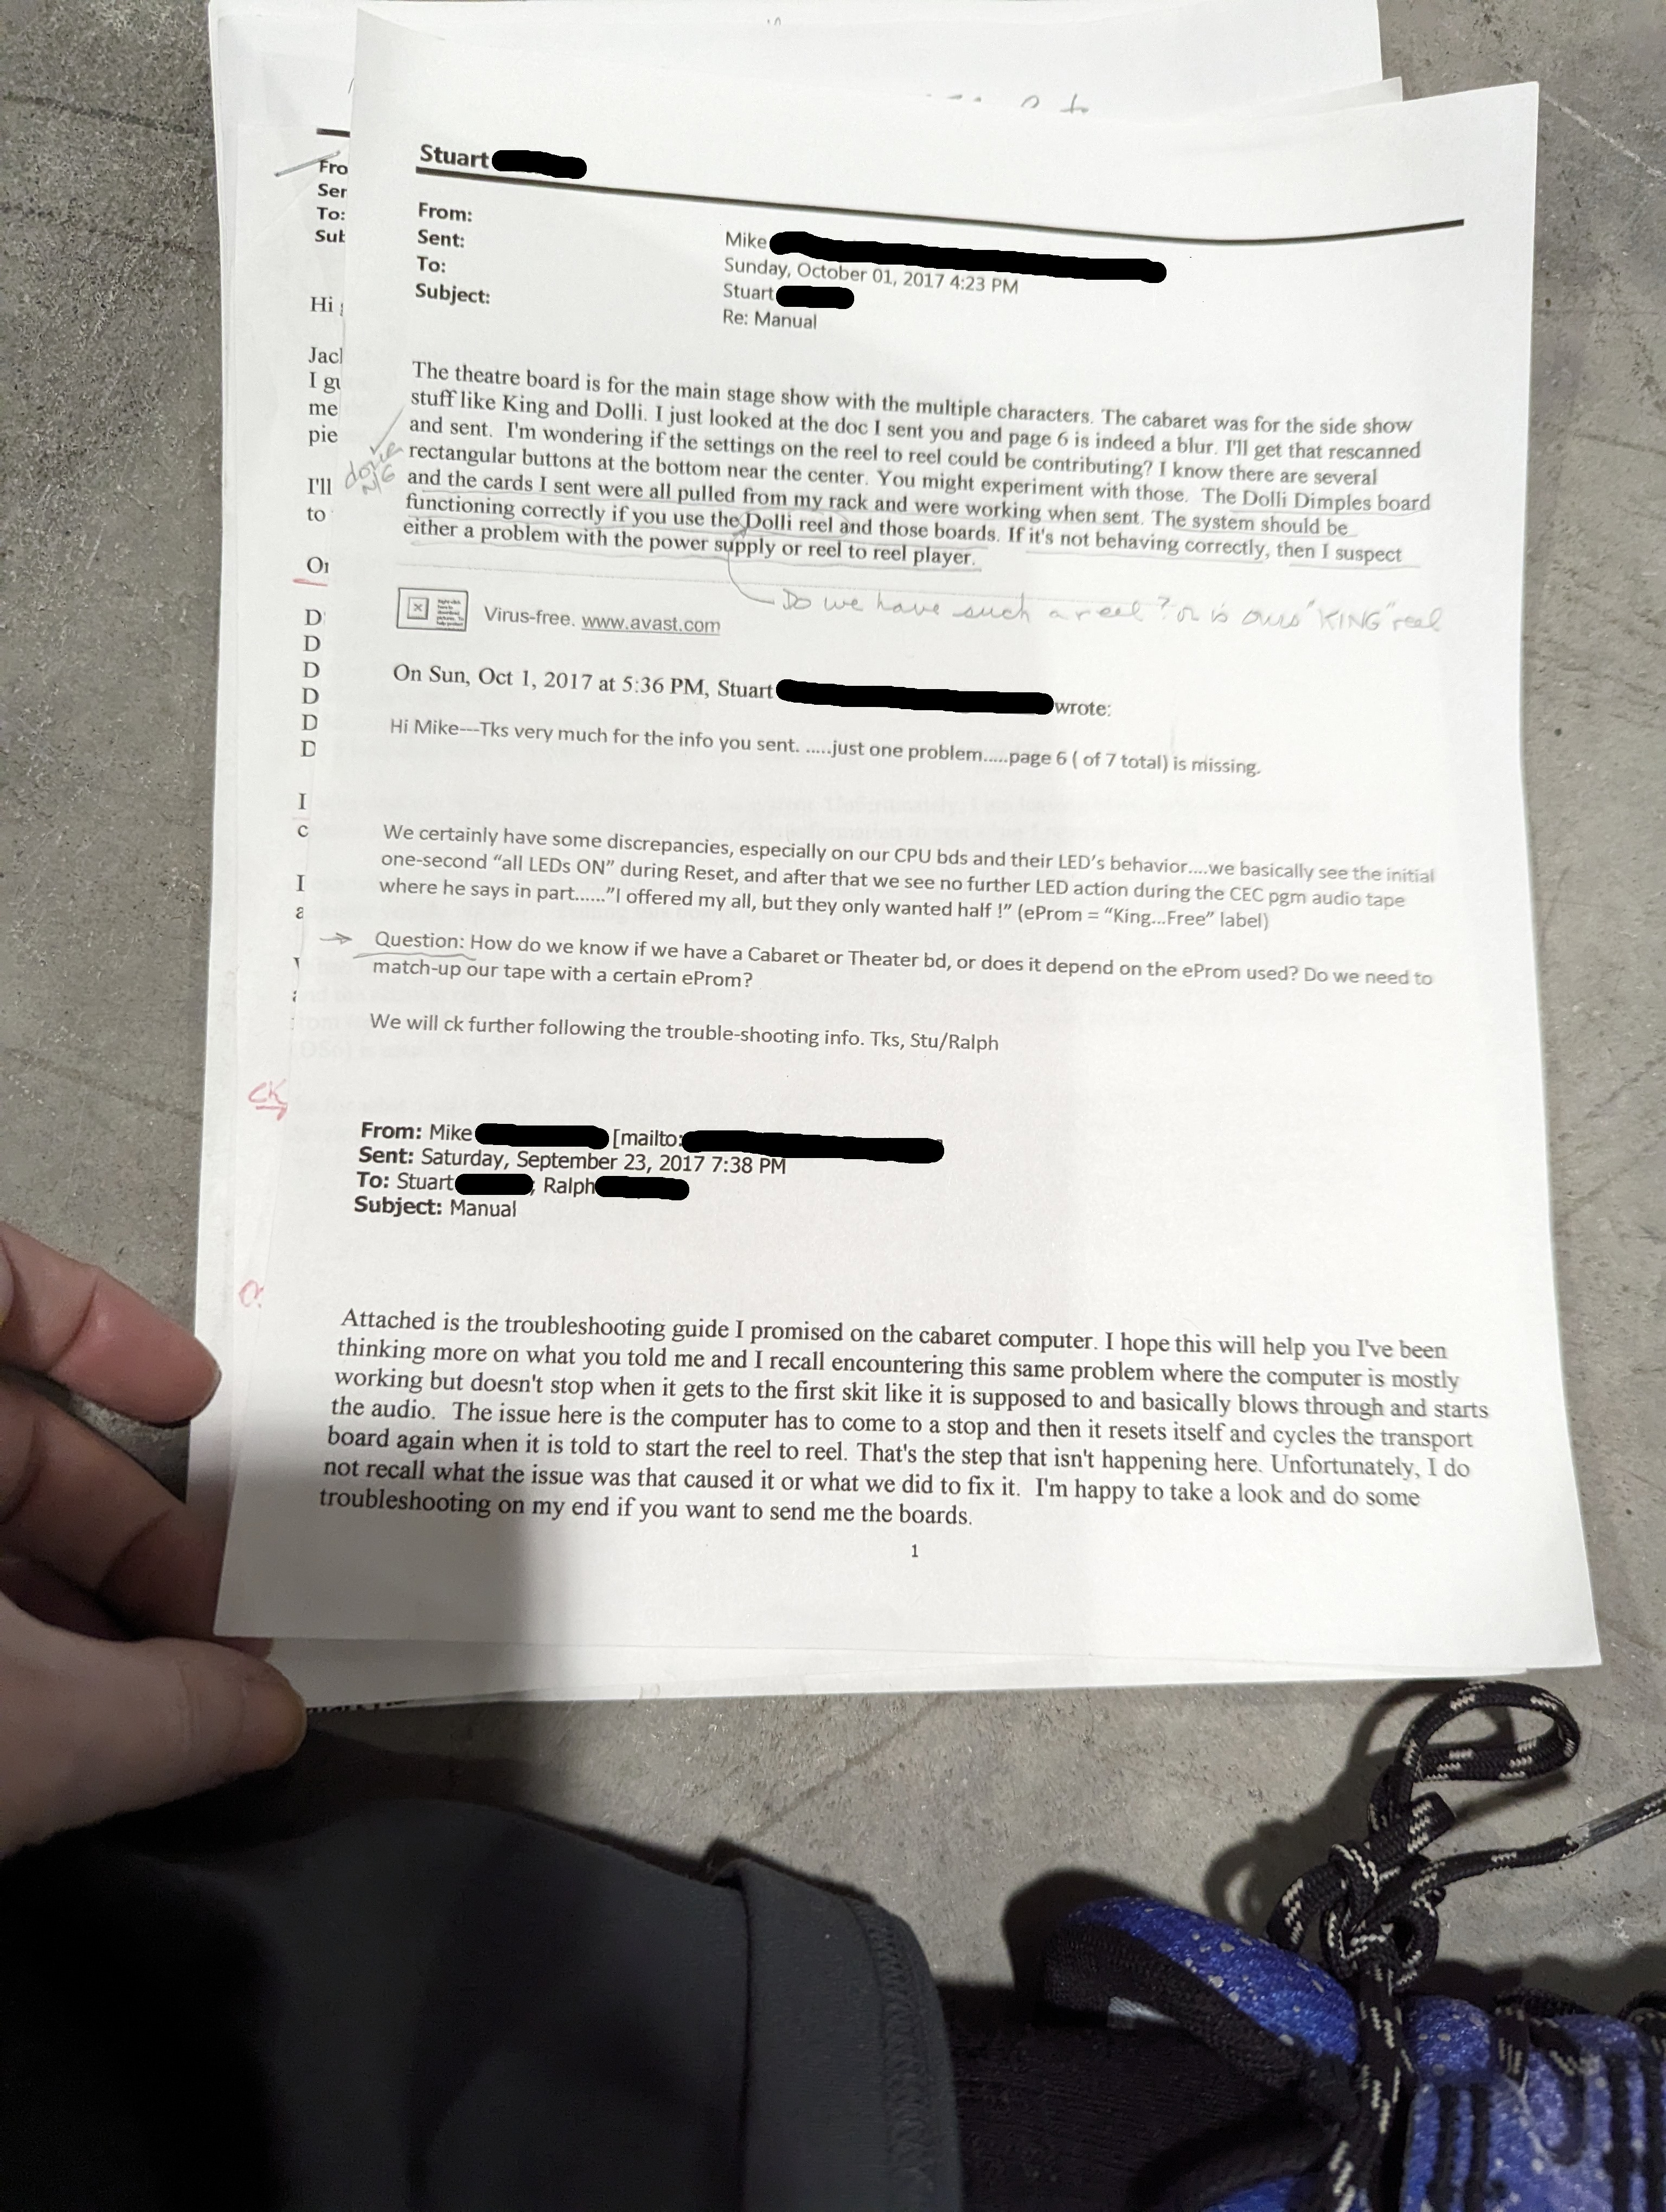 Stuart
From:
Sent:
To:
Subject:
Mike
Sunday, October 01, 2017 4:23 PM
Stuart
Re: Manual
The theatre board is for the main stage show with the multiple characters. The cabaret was for the side show
stuff like King and Dolli. I just looked at the doc I sent you and page 6 is indeed a blur. I'll get that rescanned
and sent. I'm wondering if the settings on the reel to reel could be contributing? I know there are several
rectangular buttons at the bottom near the center. You might experiment with those. The Dolli Dimples board
and the cards I sent were all pulled from my rack and were working when sent. The system should be
functioning correctly if you use the Dolli reel and those boards. If it's not behaving correctly, then I suspect
either a problem with the power supply or reel to reel player.
done
N/G
Do we have such a reel? or is ours "KING" reel
Virus-free. www.avast.com
On Sun, Oct 1, 2017 at 5:36 PM, Stuart wrote:
Hi Mike---Tks very much for the info you sent. .....just one problem.....page 6 ( of 7 total) is missing.
We certainly have some discrepancies, especially on our CPU bds and their LED's behavior....we basically see the initial
one-second “all LEDs ON” during Reset, and after that we see no further LED action during the CEC pgm audio tape
where he says in part......”I offered my all, but they only wanted half !” (eProm = “King...Free” label)
Question: How do we know if we have a Cabaret or Theater bd, or does it depend on the eProm used? Do we need to
match-up our tape with a certain eProm?
We will ck further following the trouble-shooting info. Tks, Stu/Ralph
From: Mike [mailto:
Sent: Saturday, September 23, 2017 7:38 PM
To: Stuart ; Ralph
Subject: Manual
Attached is the troubleshooting guide I promised on the cabaret computer. I hope this will help you I've been
thinking more on what you told me and I recall encountering this same problem where the computer is mostly
working but doesn't stop when it gets to the first skit like it is supposed to and basically blows through and starts
the audio. The issue here is the computer has to come to a stop and then it resets itself and cycles the transport
board again when it is told to start the reel to reel. That's the step that isn't happening here. Unfortunately, I do
not recall what the issue was that caused it or what we did to fix it. I'm happy to take a look and do some
troubleshooting on my end if you want to send me the boards.
1
Fro
Ser
To:
Sub
Hi
Jacl
I gu
me
pie
I'll
to
On
D
D
D
D
D
D
I
c
I
a
CK